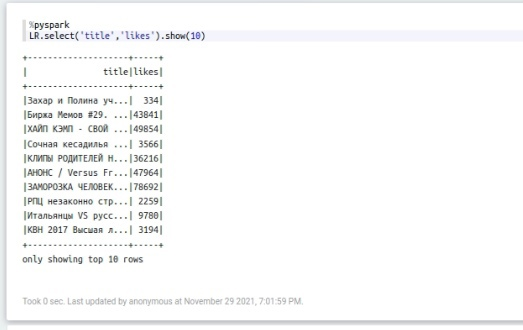 %pyspark
LR.select('title','likes').show(10)
+--------------------+-----+
|               title|likes|
+--------------------+-----+
|Захар и Полина уч...|  334|
|Биржа Мемов #29. ...|43841|
|ХАЙП КЭМП - СВОЙ ...|49854|
|Сочная кесадилья ...| 3566|
|КЛИПЫ РОДИТЕЛЕЙ Н...|36216|
|АНОНС / Versus Fr...|47964|
|ЗАМОРОЗКА ЧЕЛОВЕК...|78692|
|РПЦ незаконно стр...| 2259|
|Итальянцы VS русс...| 9780|
|КВН 2017 Высшая л...| 3194|
+--------------------+-----+
only showing top 10 rows
Took 0 sec. Last updated by anonymous at November 29 2021, 7:01:59 PM.